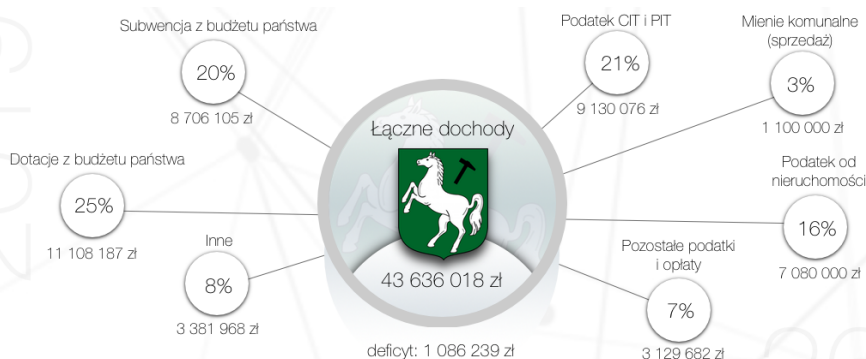 Subwencja z budżetu państwa
20%
8 706 105 zł
Dotacje z budżetu państwa
25%
11 108 187 zł
Inne
8%
3 381 968 zł
Łączne dochody
43 636 018 zł
deficyt: 1 086 239 zł
Podatek CIT i PIT
21%
9 130 076 zł
Mienie komunalne
(sprzedaż)
3%
1 100 000 zł
Podatek od
nieruchomości
16%
7 080 000 zł
Pozostałe podatki
i opłaty
7%
3 129 682 zł